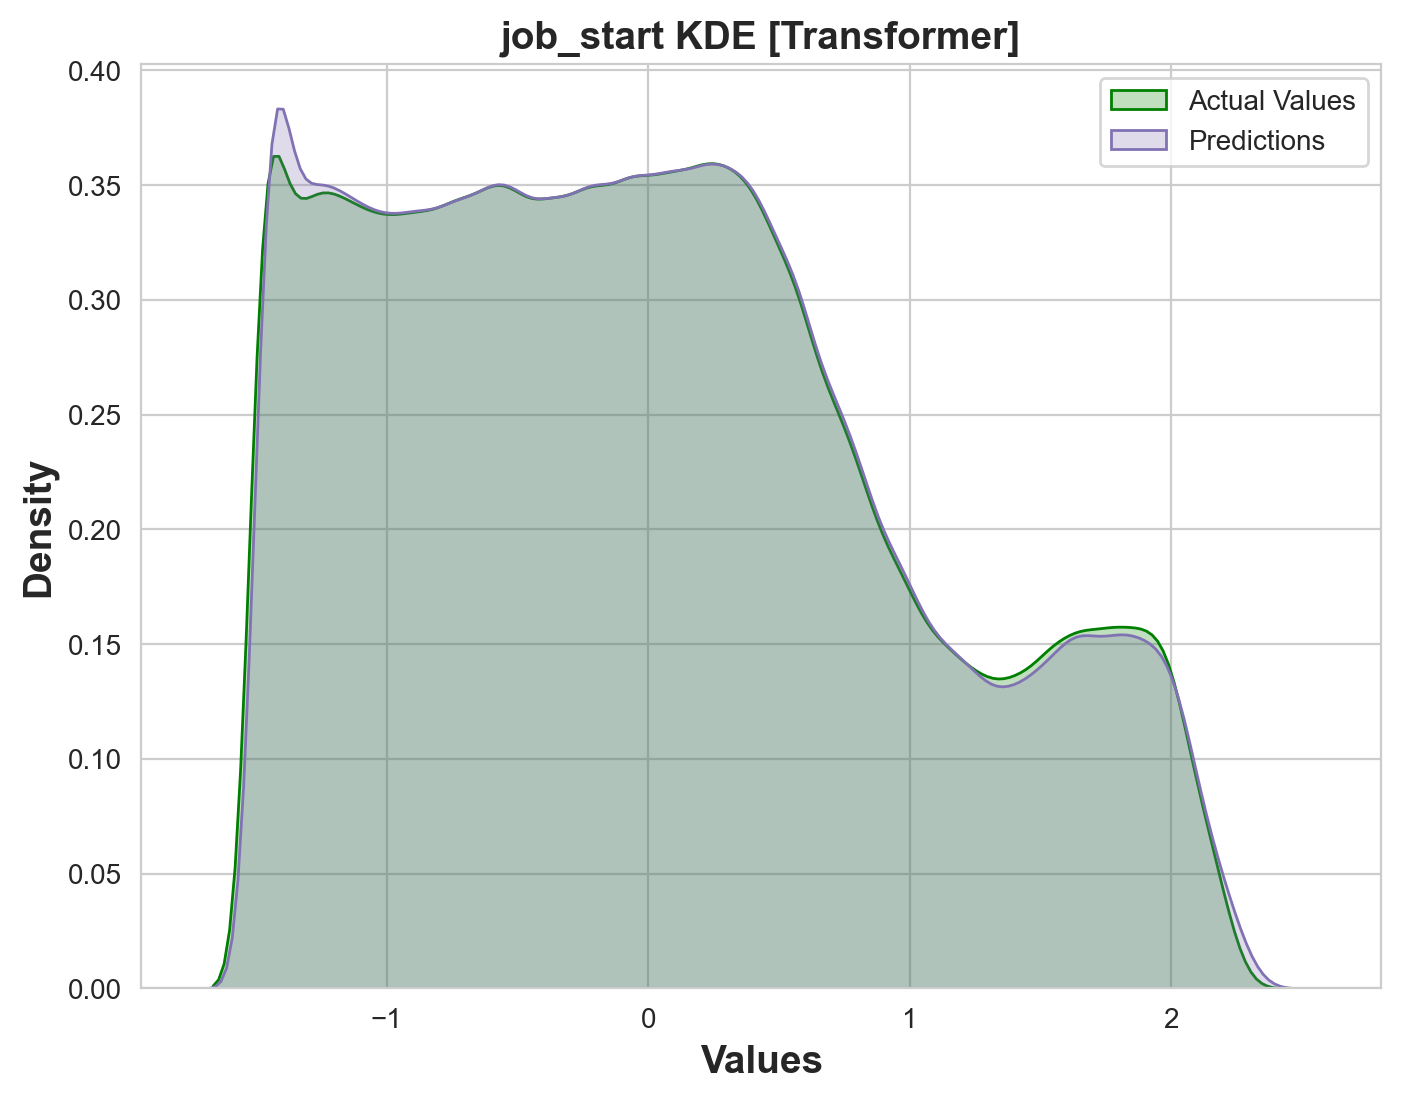 job_start KDE [Transformer]
Actual Values
Predictions
0.40
0.35
0.30
0.25
0.20
0.15
0.10
0.05
0.00
Density
−1 0 1 2
Values